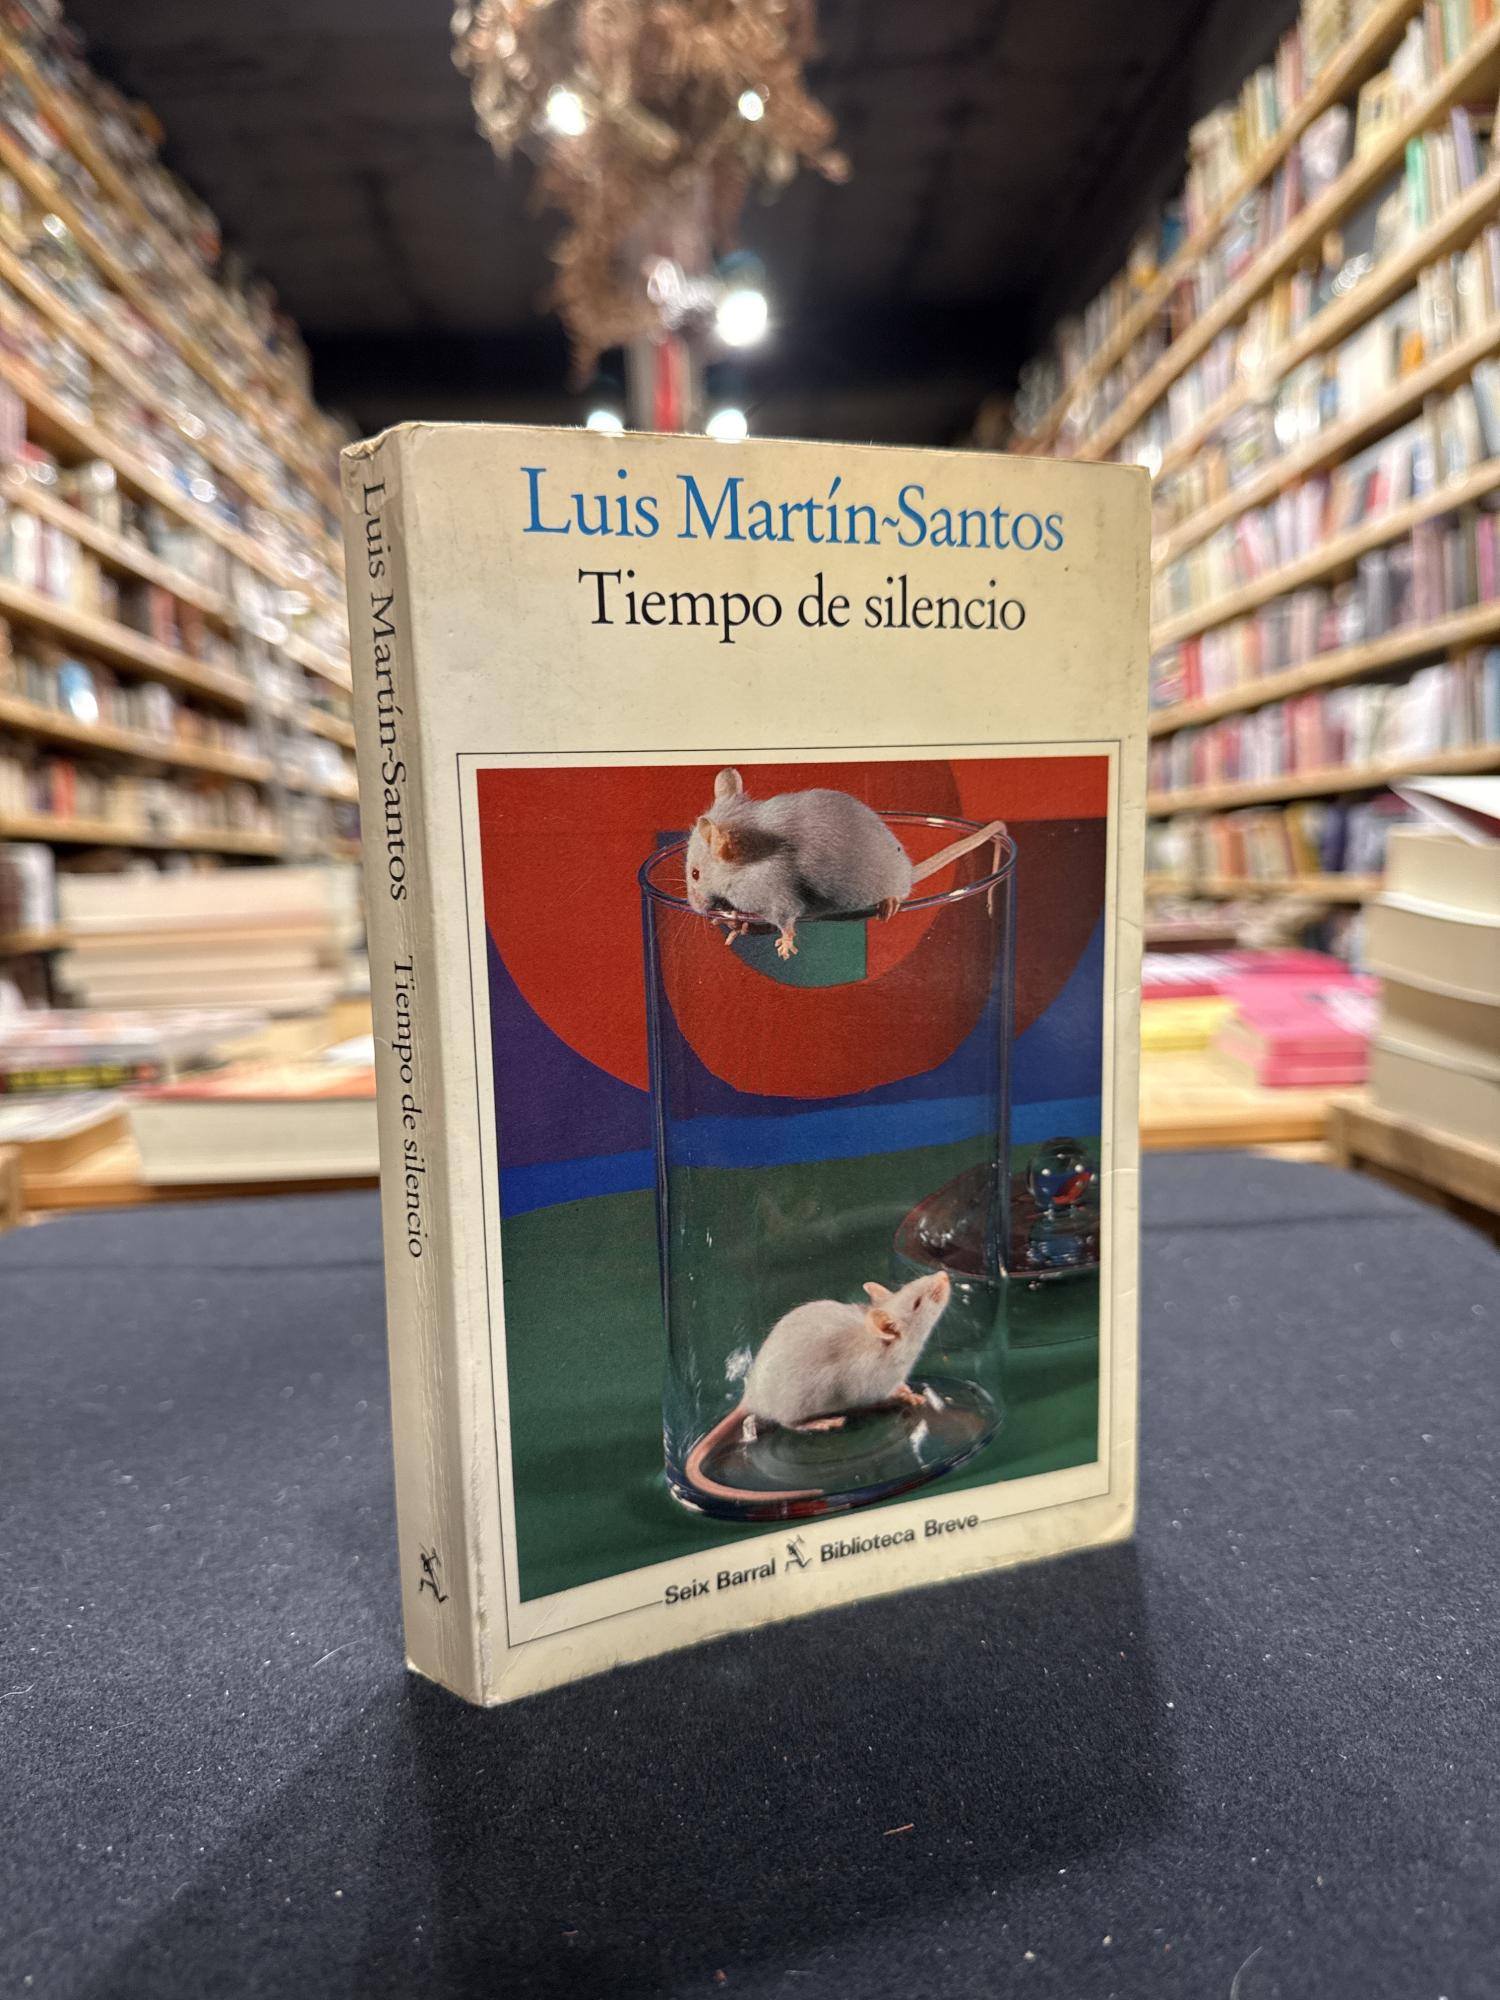 Luis Martín~Santos
Tiempo de silencio
Seix Barral Biblioteca Breve
Luis Martín~Santos Tiempo de silencio